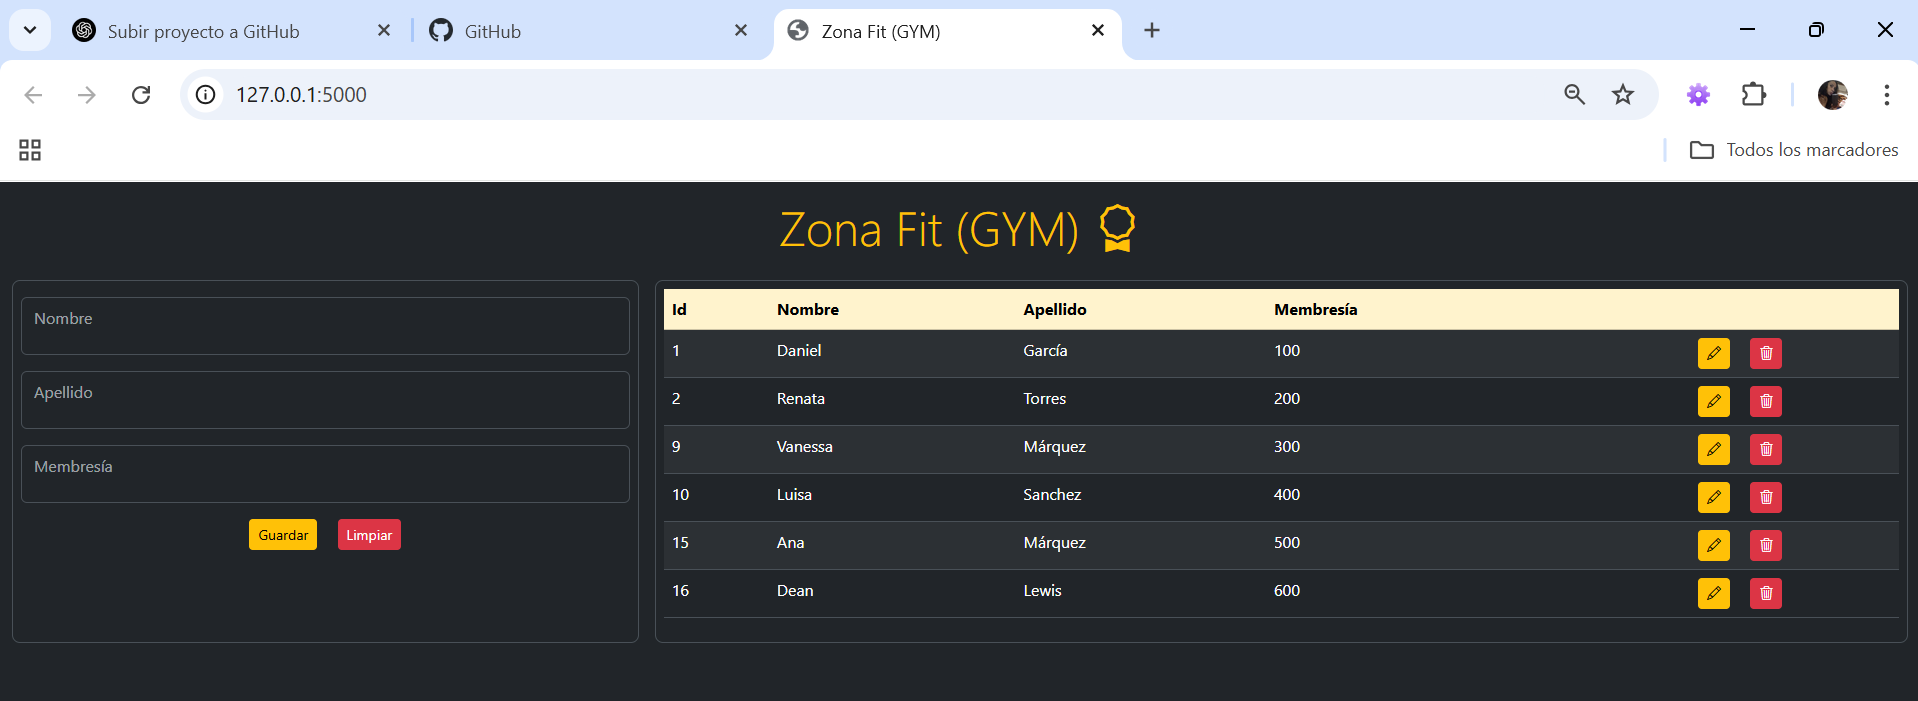 Subir proyecto a GitHub
GitHub
Zona Fit (GYM)
127.0.0.1:5000
Todos los marcadores
Zona Fit (GYM)
Nombre
Apellido
Membresía
Guardar Limpiar
Id Nombre Apellido Membresía
1 Daniel García 100
2 Renata Torres 200
9 Vanessa Márquez 300
10 Luisa Sanchez 400
15 Ana Márquez 500
16 Dean Lewis 600